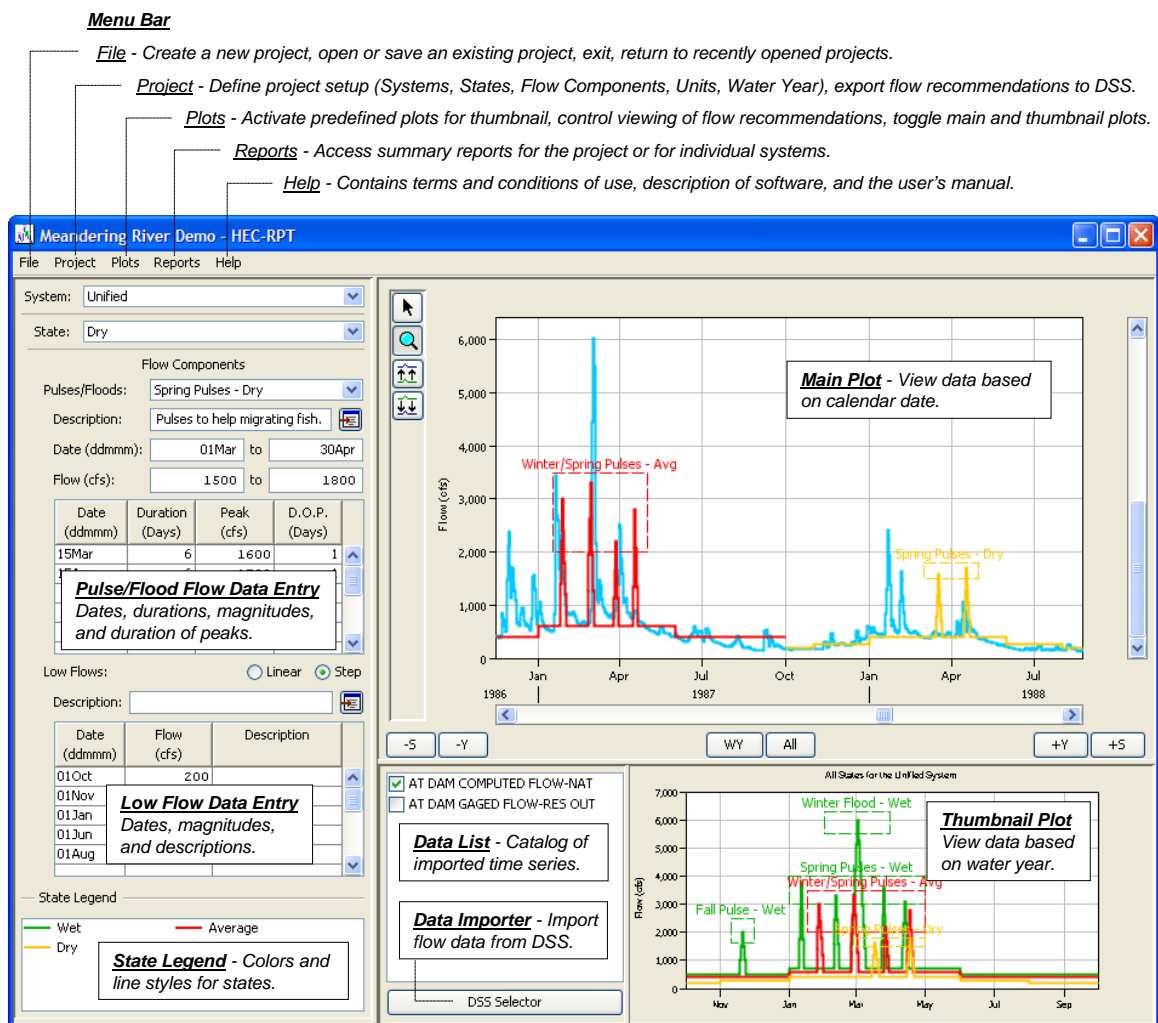 Menu Bar
File - Create a new project, open or save an existing project, exit, return to recently opened projects.
Project - Define project setup (Systems, States, Flow Components, Units, Water Year), export flow recommendations to DSS.
Plots - Activate predefined plots for thumbnail, control viewing of flow recommendations, toggle main and thumbnail plots.
Reports - Access summary reports for the project or for individual systems.
Help - Contains terms and conditions of use, description of software, and the user's manual.
Meandering River Demo - HEC-RPT
File Project Plots Reports Help
System: Unified
State: Dry
Flow Components
Pulses/Floods: Spring Pulses - Dry
Description: Pulses to help migrating fish.
Date (ddmmm): 01Mar to 30Apr
Flow (cfs): 1500 to 1800
Date (ddmmm) Duration (Days) Peak (cfs) D.O.P. (Days)
15Mar 6 1600 1
Pulse/Flood Flow Data Entry
Dates, durations, magnitudes,
and duration of peaks.
Low Flows: Linear Step
Description:
Date (ddmmm) Flow (cfs) Description
01Oct 200
01Nov
01Jan
01Jun
01Aug
Low Flow Data Entry
Dates, magnitudes,
and descriptions.
State Legend
Wet Average
Dry
State Legend - Colors and
line styles for states.
Flow (cfs)
6,000
5,000
4,000
3,000
2,000
1,000
0
Main Plot - View data based
on calendar date.
Winter/Spring Pulses - Avg
Spring Pulses - Dry
Jan Apr Jul Oct Jan Apr Jul
1986 1987 1988
-S -Y WY All +Y +S
AT DAM COMPUTED FLOW-NAT
AT DAM GAGED FLOW-RES OUT
Data List - Catalog of
imported time series.
Data Importer - Import
flow data from DSS.
DSS Selector
All States for the Unified System
Flow (cfs)
7,000
6,000
5,000
4,000
3,000
2,000
1,000
0
Winter Flood - Wet
Spring Pulses - Wet
Winter/Spring Pulses - Avg
Fall Pulse - Wet
Spring Pulses - Dry
Thumbnail Plot
View data based
on water year.
Nov Jan Mar May Jul Sep